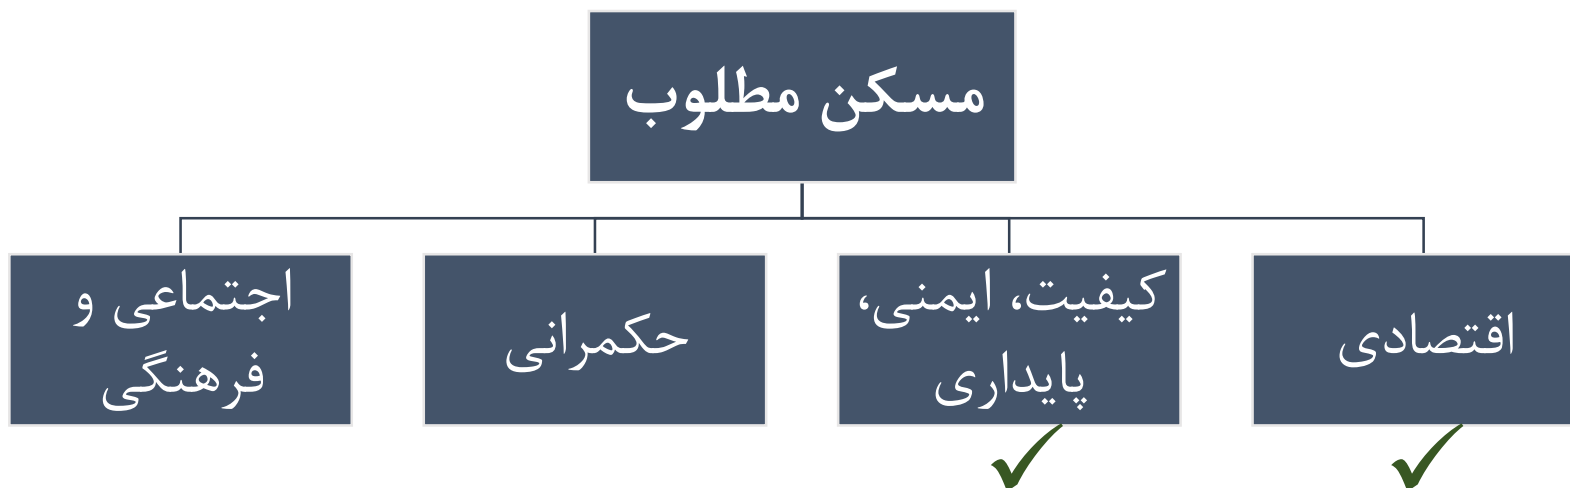 مسکن مطلوب
اقتصادی
کیفیت، ایمنی،
پایداری
حکمرانی
اجتماعی و
فرهنگی